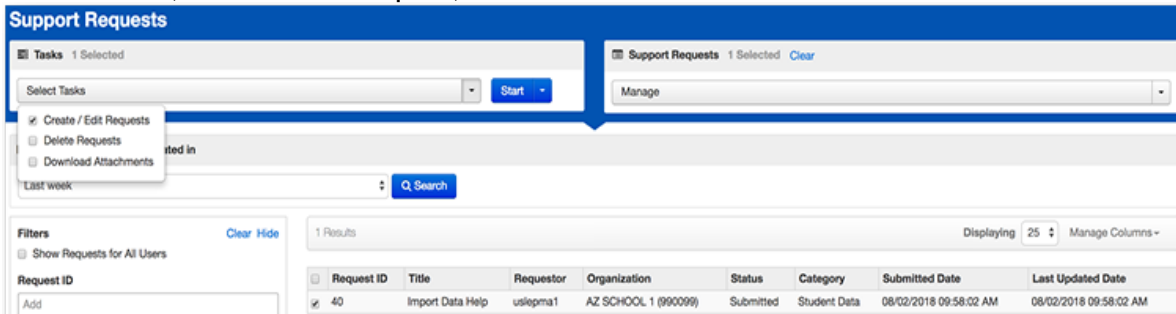 Support Requests
Tasks 1 Selected
Support Requests 1 Selected Clear
Select Tasks
Start
Manage
Create / Edit Requests
Delete Requests
Download Attachments
ated in
Last week
Search
Filters Clear Hide
1 Results
Displaying 25 Manage Columns
Show Requests for All Users
Request ID
Add
Request ID Title Requestor Organization Status Category Submitted Date Last Updated Date
40 Import Data Help uslepma1 AZ SCHOOL 1 (990099) Submitted Student Data 08/02/2018 09:58:02 AM 08/02/2018 09:58:02 AM